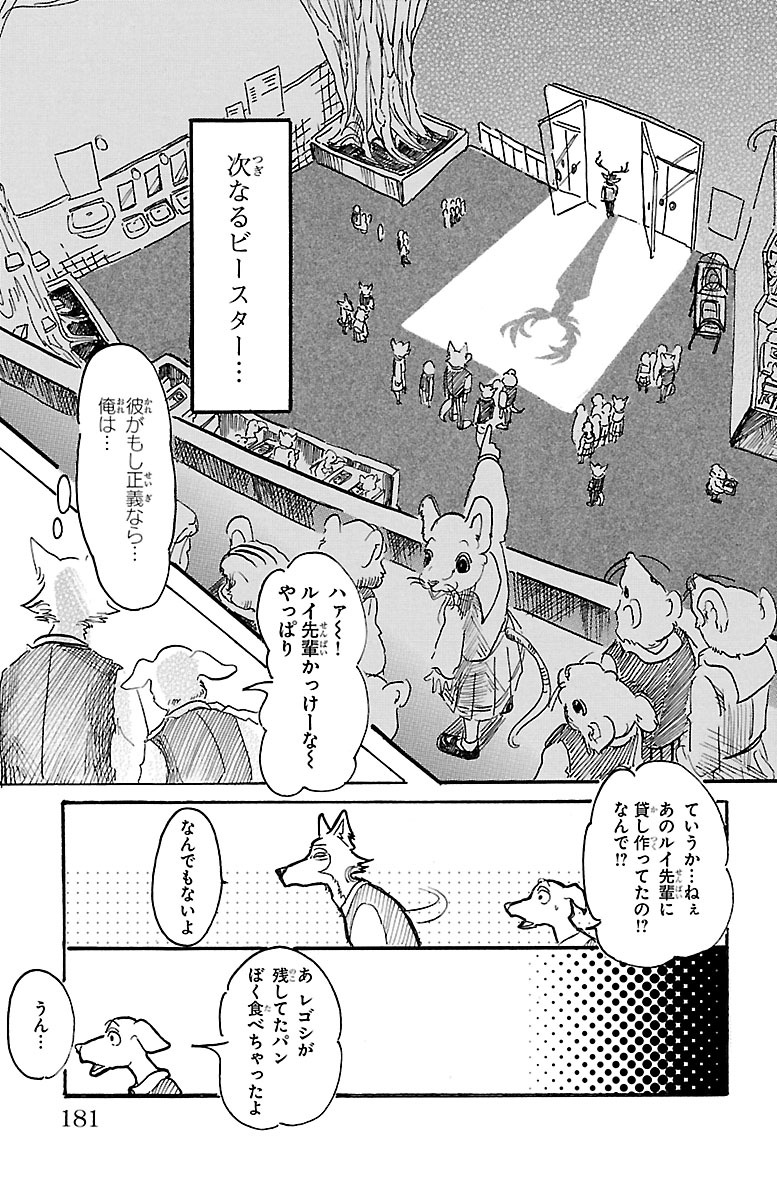 次なるビースター…
彼がもし正義なら…
俺は…
ハァ〜!
ルイ先輩かっけーな〜
やっぱり
ていうか…ねぇ
あのルイ先輩に
貸し作ってたの!?
なんで!?
なんでもないよ
あ レゴシが
残してたパン
ぼく食べちゃったよ
うん…
181